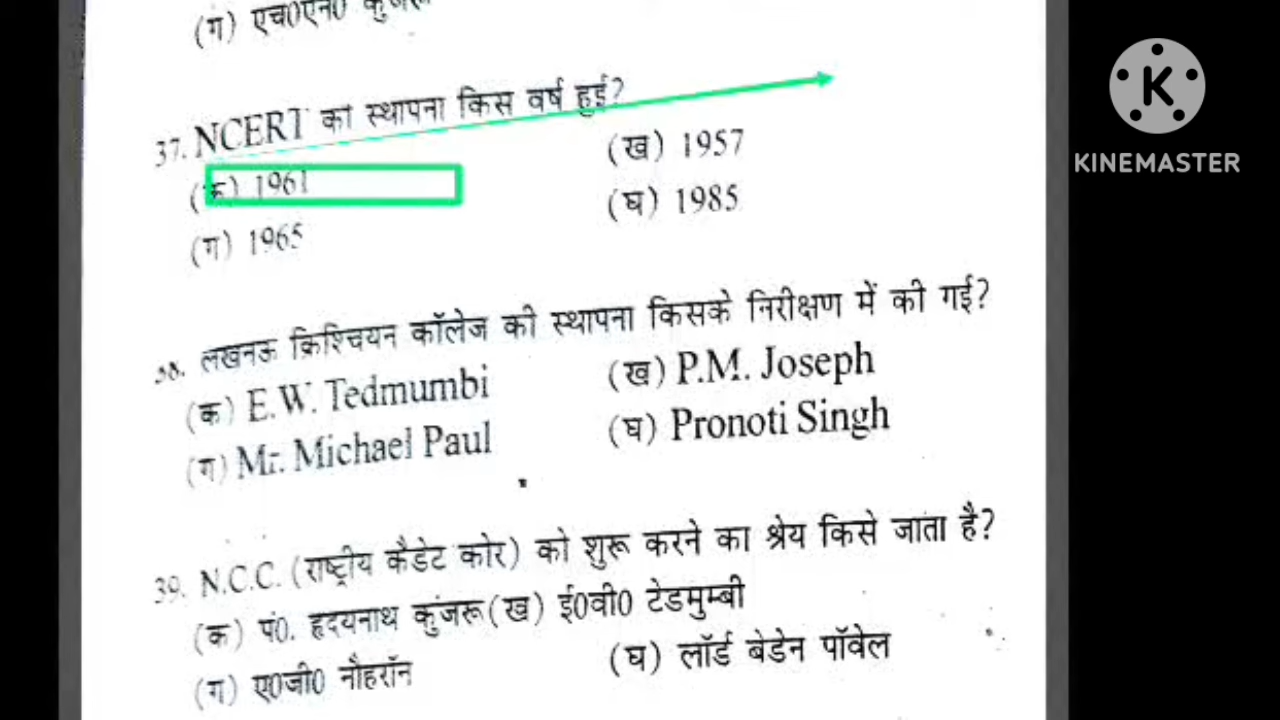 (ग) एच0एन0 कुंजरू
37. NCERT की स्थापना किस वर्ष हुई?
(क) 1961 (ख) 1957
(ग) 1965 (घ) 1985
38. लखनऊ क्रिश्चियन कॉलेज की स्थापना किसके निरीक्षण में की गई?
(क) E.W. Tedmumbi (ख) P.M. Joseph
(ग) Mr. Michael Paul (घ) Pronoti Singh
39. N.C.C. (राष्ट्रीय कैडेट कोर) को शुरू करने का श्रेय किसे जाता है?
(क) पं0. हृदयनाथ कुंजरू (ख) ई0वी0 टेडमुम्बी
(ग) ए0जी0 नौहरॉन (घ) लॉर्ड बेडेन पॉवेल
K
KINEMASTER